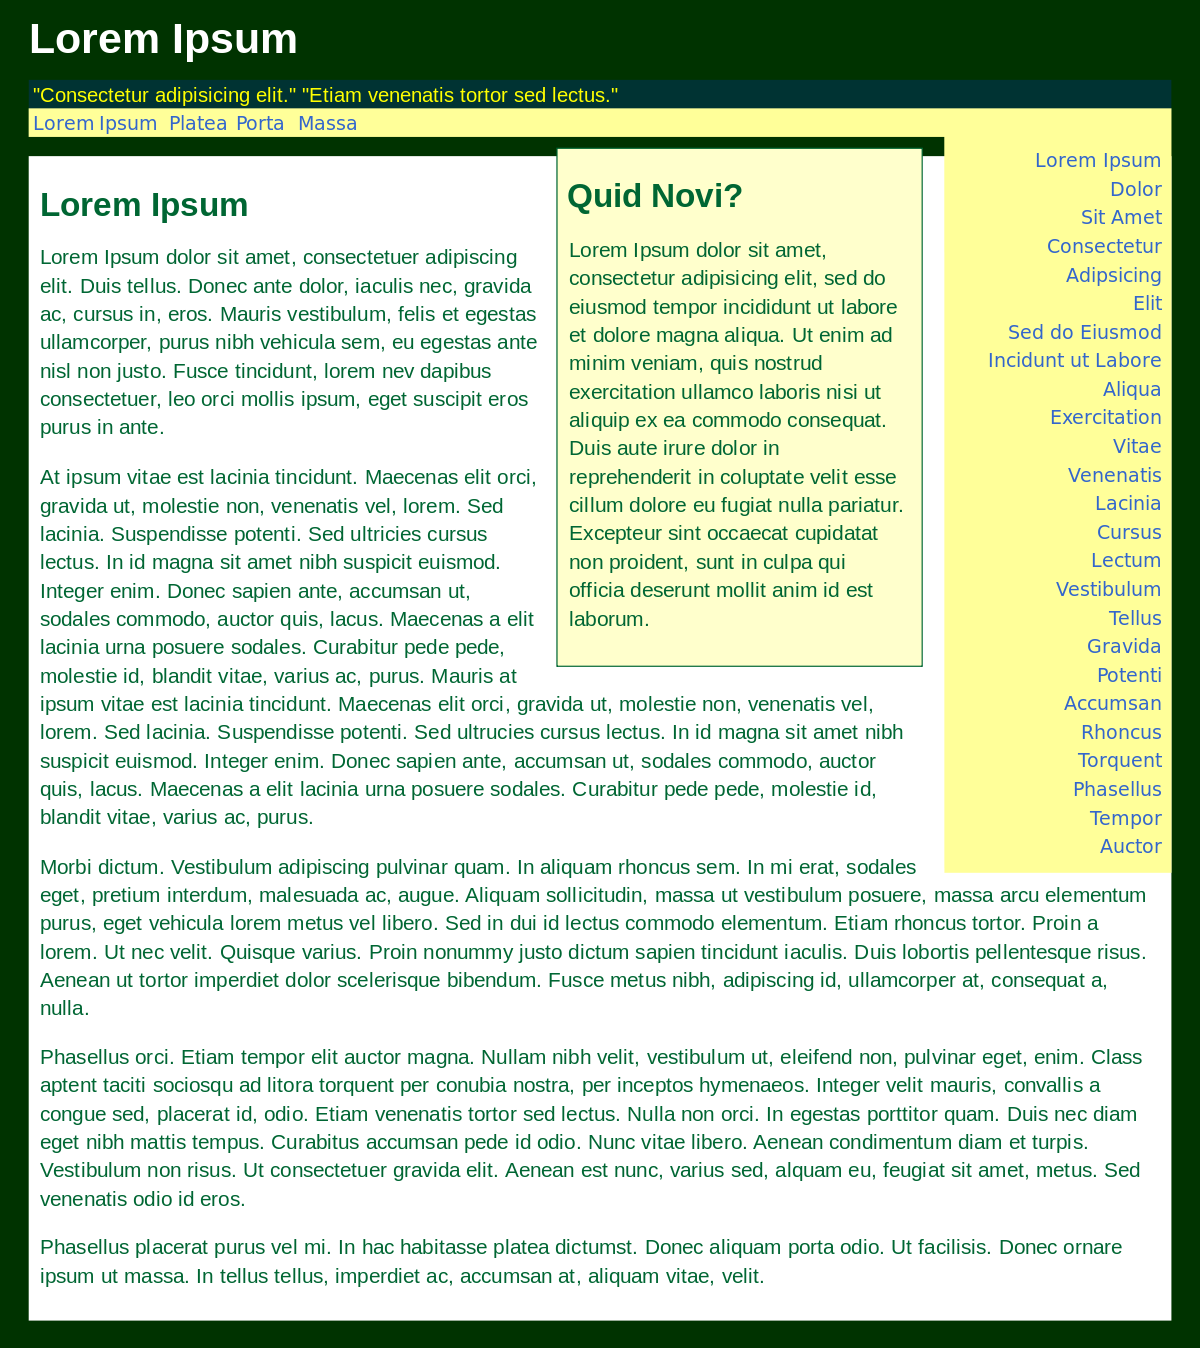 Lorem Ipsum
"Consectetur adipisicing elit." "Etiam venenatis tortor sed lectus."
Lorem Ipsum Platea Porta Massa
Lorem Ipsum
Lorem Ipsum dolor sit amet, consectetuer adipiscing
elit. Duis tellus. Donec ante dolor, iaculis nec, gravida
ac, cursus in, eros. Mauris vestibulum, felis et egestas
ullamcorper, purus nibh vehicula sem, eu egestas ante
nisl non justo. Fusce tincidunt, lorem nev dapibus
consectetuer, leo orci mollis ipsum, eget suscipit eros
purus in ante.
At ipsum vitae est lacinia tincidunt. Maecenas elit orci,
gravida ut, molestie non, venenatis vel, lorem. Sed
lacinia. Suspendisse potenti. Sed ultricies cursus
lectus. In id magna sit amet nibh suspicit euismod.
Integer enim. Donec sapien ante, accumsan ut,
sodales commodo, auctor quis, lacus. Maecenas a elit
lacinia urna posuere sodales. Curabitur pede pede,
molestie id, blandit vitae, varius ac, purus. Mauris at
ipsum vitae est lacinia tincidunt. Maecenas elit orci, gravida ut, molestie non, venenatis vel,
lorem. Sed lacinia. Suspendisse potenti. Sed ultrucies cursus lectus. In id magna sit amet nibh
suspicit euismod. Integer enim. Donec sapien ante, accumsan ut, sodales commodo, auctor
quis, lacus. Maecenas a elit lacinia urna posuere sodales. Curabitur pede pede, molestie id,
blandit vitae, varius ac, purus.
Morbi dictum. Vestibulum adipiscing pulvinar quam. In aliquam rhoncus sem. In mi erat, sodales
eget, pretium interdum, malesuada ac, augue. Aliquam sollicitudin, massa ut vestibulum posuere, massa arcu elementum
purus, eget vehicula lorem metus vel libero. Sed in dui id lectus commodo elementum. Etiam rhoncus tortor. Proin a
lorem. Ut nec velit. Quisque varius. Proin nonummy justo dictum sapien tincidunt iaculis. Duis lobortis pellentesque risus.
Aenean ut tortor imperdiet dolor scelerisque bibendum. Fusce metus nibh, adipiscing id, ullamcorper at, consequat a,
nulla.
Phasellus orci. Etiam tempor elit auctor magna. Nullam nibh velit, vestibulum ut, eleifend non, pulvinar eget, enim. Class
aptent taciti sociosqu ad litora torquent per conubia nostra, per inceptos hymenaeos. Integer velit mauris, convallis a
congue sed, placerat id, odio. Etiam venenatis tortor sed lectus. Nulla non orci. In egestas porttitor quam. Duis nec diam
eget nibh mattis tempus. Curabitus accumsan pede id odio. Nunc vitae libero. Aenean condimentum diam et turpis.
Vestibulum non risus. Ut consectetuer gravida elit. Aenean est nunc, varius sed, alquam eu, feugiat sit amet, metus. Sed
venenatis odio id eros.
Phasellus placerat purus vel mi. In hac habitasse platea dictumst. Donec aliquam porta odio. Ut facilisis. Donec ornare
ipsum ut massa. In tellus tellus, imperdiet ac, accumsan at, aliquam vitae, velit.
Quid Novi?
Lorem Ipsum dolor sit amet,
consectetur adipisicing elit, sed do
eiusmod tempor incididunt ut labore
et dolore magna aliqua. Ut enim ad
minim veniam, quis nostrud
exercitation ullamco laboris nisi ut
aliquip ex ea commodo consequat.
Duis aute irure dolor in
reprehenderit in coluptate velit esse
cillum dolore eu fugiat nulla pariatur.
Excepteur sint occaecat cupidatat
non proident, sunt in culpa qui
officia deserunt mollit anim id est
laborum.
Lorem Ipsum
Dolor
Sit Amet
Consectetur
Adipsicing
Elit
Sed do Eiusmod
Incidunt ut Labore
Aliqua
Exercitation
Vitae
Venenatis
Lacinia
Cursus
Lectum
Vestibulum
Tellus
Gravida
Potenti
Accumsan
Rhoncus
Torquent
Phasellus
Tempor
Auctor